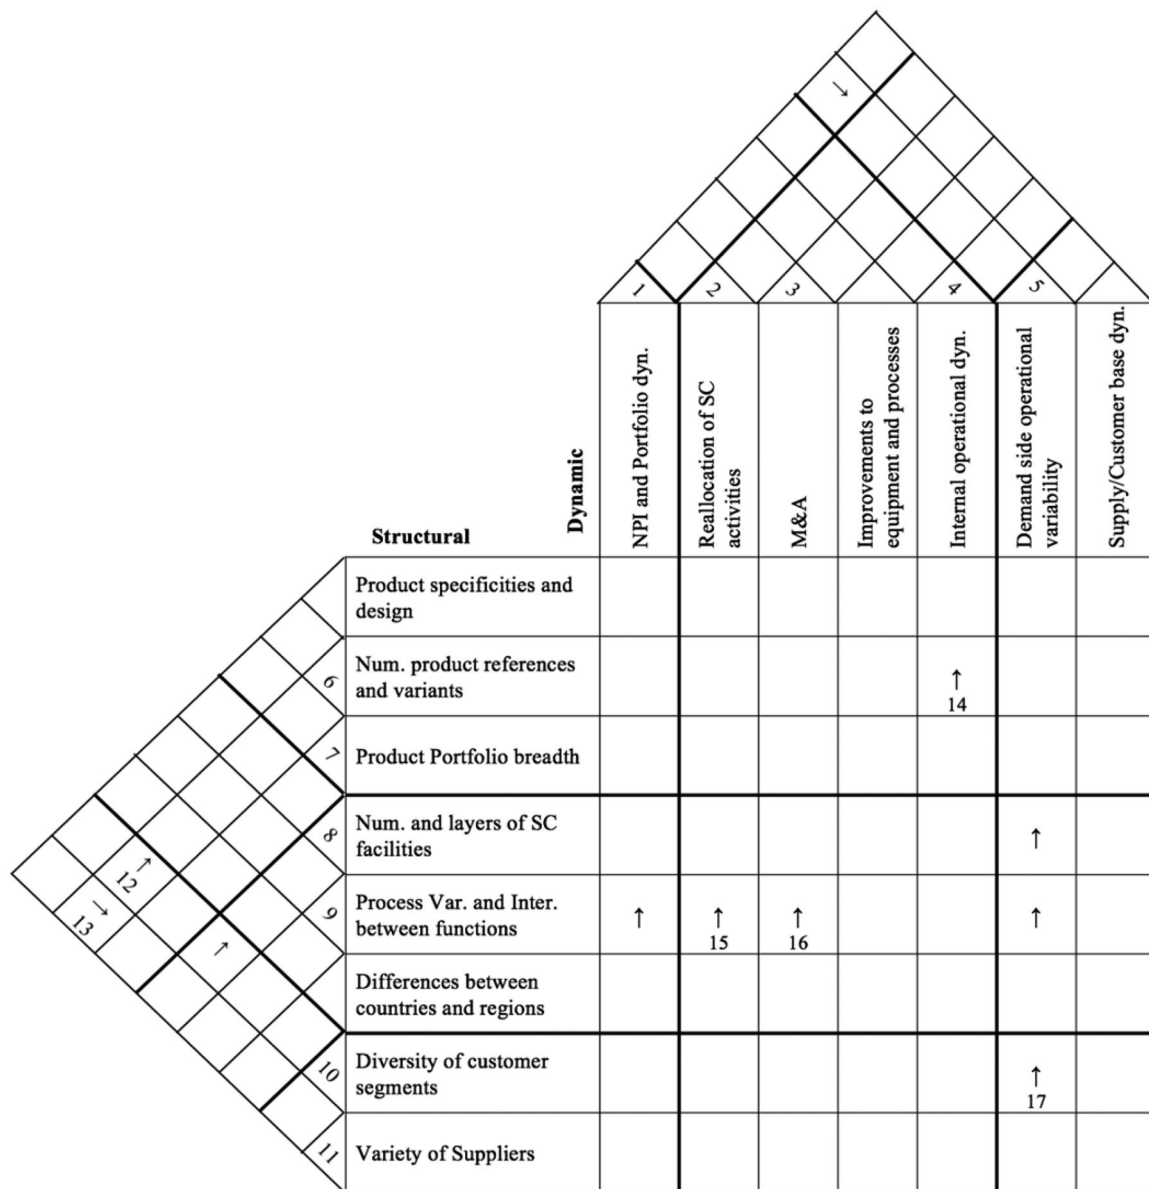 →
1
2
3
4
5
Dynamic
NPI and Portfolio dyn.
Reallocation of SC
activities
M&A
Improvements to
equipment and processes
Internal operational dyn.
Demand side operational
variability
Supply/Customer base dyn.
Structural
Product specificities and
design
6
Num. product references
and variants
↑
14
7
Product Portfolio breadth
8
Num. and layers of SC
facilities
↑
↑
12
→
13
↑
9
Process Var. and Inter.
between functions
↑
↑
15
↑
16
↑
Differences between
countries and regions
10
Diversity of customer
segments
↑
17
11
Variety of Suppliers